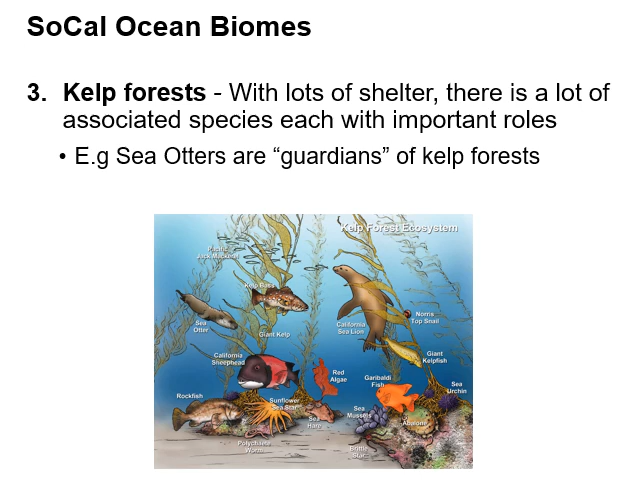 SoCal Ocean Biomes
3. Kelp forests - With lots of shelter, there is a lot of
associated species each with important roles
• E.g Sea Otters are “guardians” of kelp forests
Kelp Forest Ecosystem
Pacific
Jack Mackerel
Kelp Bass
Sea
Otter
Giant Kelp
California
Sea Lion
Norris
Top Snail
California
Sheephead
Giant
Kelpfish
Red
Algae
Garibaldi
Fish
Sea
Urchin
Rockfish
Sunflower
Sea Star
Sea
Hare
Sea
Mussels
Abalone
Polychaete
Worm
Brittle
Star